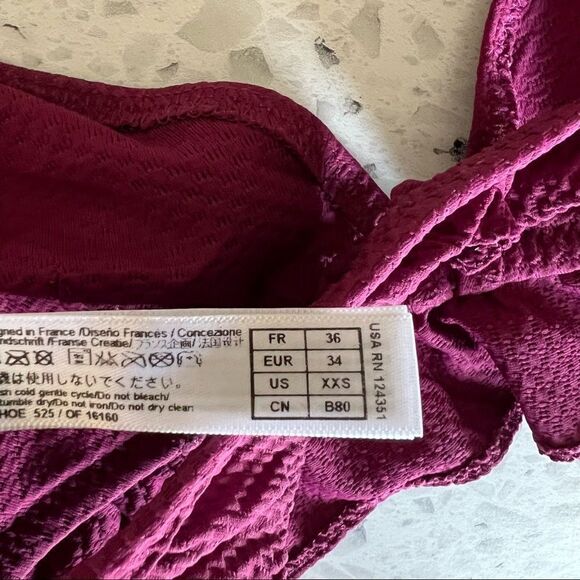 gned in France /Diseño Francés / Concezione
ndschrift /Franse Creatie/ フランス企画 / 法国设计
は使用しないでください。
sh cold gentle cycle/Do not bleach/
tumble dry/Do not iron/Do not dry clean
HOE 525 / OF 16160
FR 36
EUR 34
US XXS
CN B80
USA RN 124351